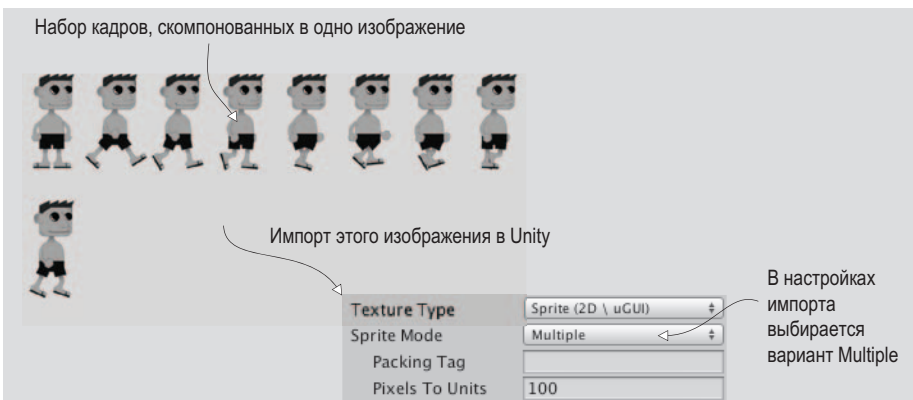 Набор кадров, скомпонованных в одно изображение
Импорт этого изображения в Unity
В настройках
импорта
выбирается
вариант Multiple
Texture Type Sprite (2D \ uGUI)
Sprite Mode Multiple
Packing Tag
Pixels To Units 100